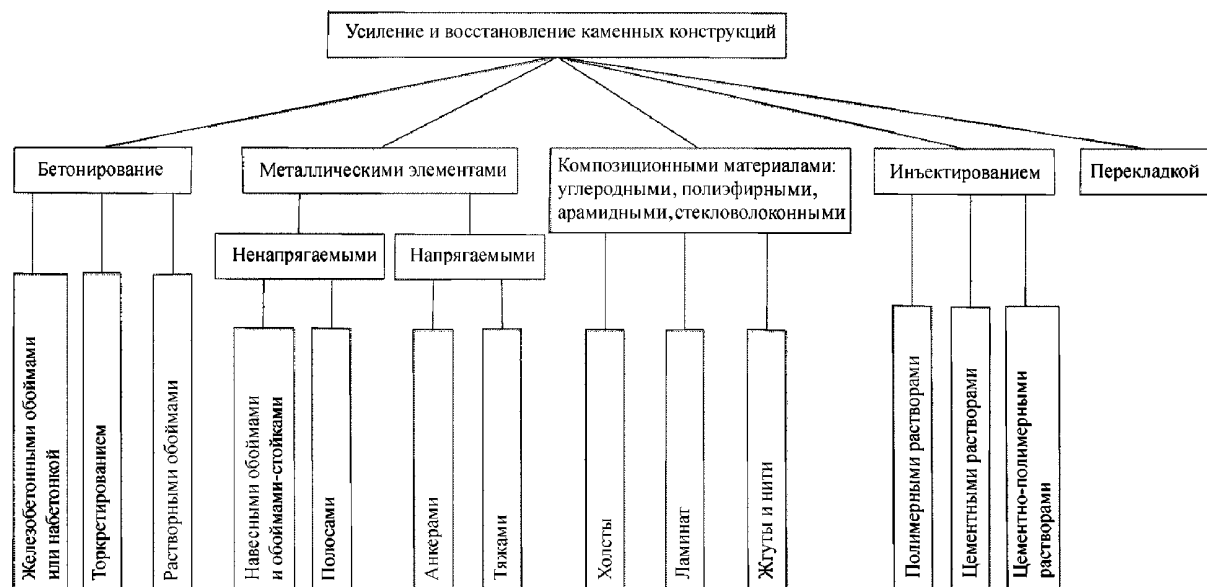 Усиление и восстановление каменных конструкций
Бетонирование
Металлическими элементами
Композиционными материалами:
углеродными, полиэфирными,
арамидными, стекловолоконными
Инъектированием
Перекладкой
Ненапрягаемыми
Напрягаемыми
Железобетонными обоймами
или набетонкой
Торкретированием
Растворными обоймами
Навесными обоймами
и обоймами-стойками
Полосами
Анкерами
Тяжами
Холсты
Ламинат
Жгуты и нити
Полимерными растворами
Цементными растворами
Цементно-полимерными
растворами